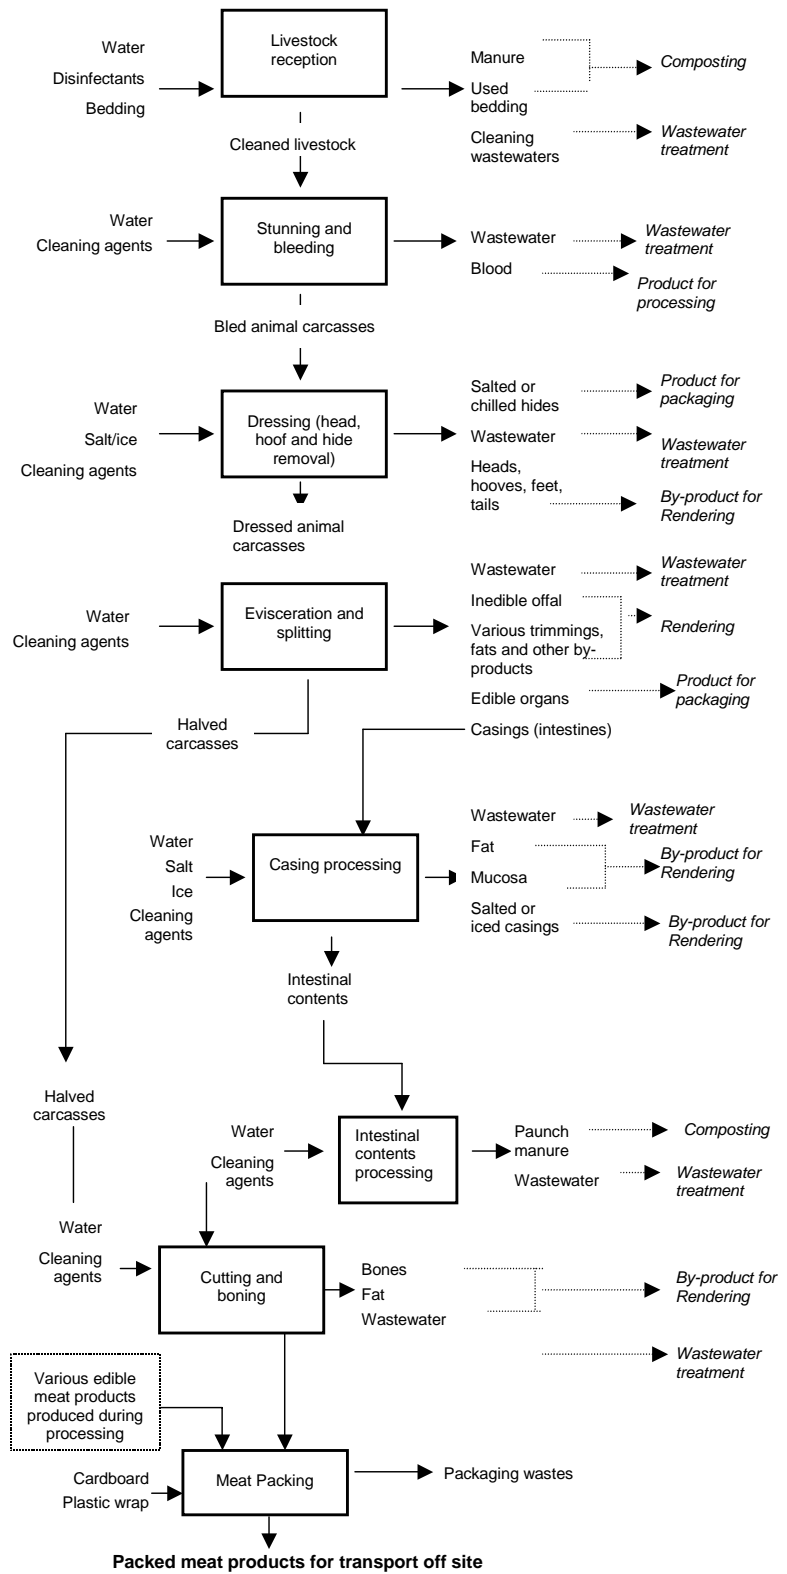 Water
Disinfectants
Bedding
Livestock
reception
Manure
Used
bedding
Cleaning
wastewaters
Composting
Wastewater
treatment
Cleaned livestock
Water
Cleaning agents
Stunning and
bleeding
Wastewater
Blood
Wastewater
treatment
Product for
processing
Bled animal carcasses
Water
Salt/ice
Cleaning agents
Dressing (head,
hoof and hide
removal)
Salted or
chilled hides
Wastewater
Heads,
hooves, feet,
tails
Product for
packaging
Wastewater
treatment
By-product for
Rendering
Dressed animal
carcasses
Water
Cleaning agents
Evisceration and
splitting
Wastewater
Inedible offal
Various trimmings,
fats and other by-
products
Edible organs
Casings (intestines)
Wastewater
treatment
Rendering
Product for
packaging
Halved
carcasses
Water
Salt
Ice
Cleaning
agents
Casing processing
Wastewater
Fat
Mucosa
Salted or
iced casings
Wastewater
treatment
By-product for
Rendering
By-product for
Rendering
Intestinal
contents
Halved
carcasses
Water
Cleaning
agents
Intestinal
contents
processing
Paunch
manure
Wastewater
Composting
Wastewater
treatment
Water
Cleaning
agents
Cutting and
boning
Bones
Fat
Wastewater
By-product for
Rendering
Wastewater
treatment
Various edible
meat products
produced during
processing
Cardboard
Plastic wrap
Meat Packing
Packaging wastes
Packed meat products for transport off site